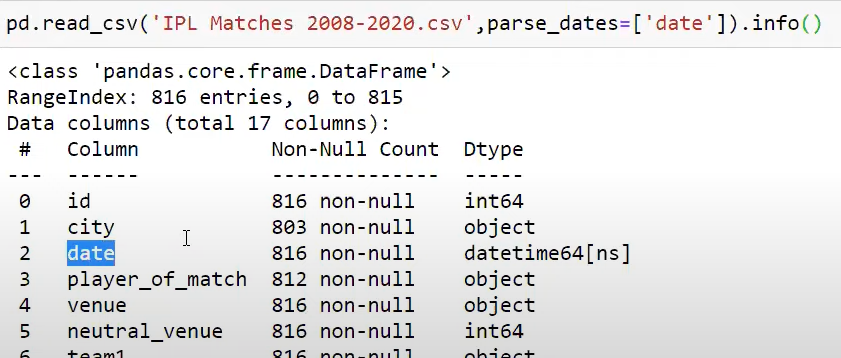 pd.read_csv('IPL Matches 2008-2020.csv',parse_dates=['date']).info()
<class 'pandas.core.frame.DataFrame'>
RangeIndex: 816 entries, 0 to 815
Data columns (total 17 columns):
 #   Column           Non-Null Count  Dtype
---  ------           --------------  -----
 0   id               816 non-null    int64
 1   city             803 non-null    object
 2   date             816 non-null    datetime64[ns]
 3   player_of_match  812 non-null    object
 4   venue            816 non-null    object
 5   neutral_venue    816 non-null    int64
 6   team1            816 non-null    object